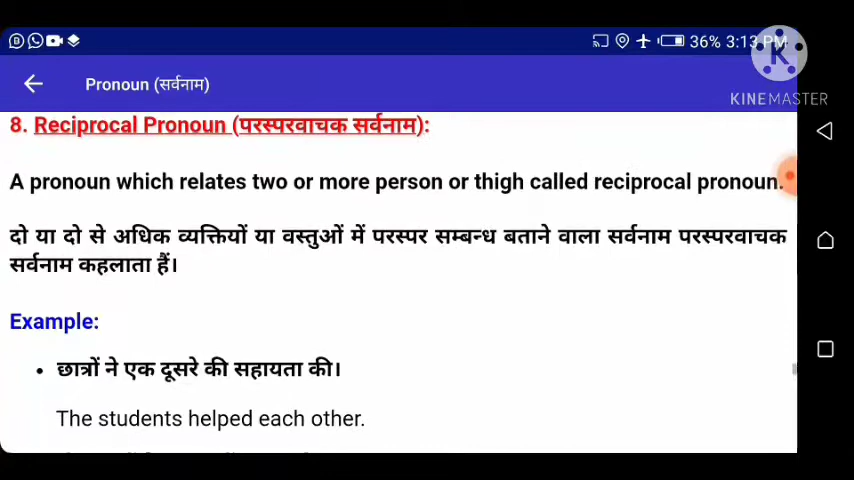 36% 3:13 PM
Pronoun (सर्वनाम)
K
KINEMASTER
8. Reciprocal Pronoun (परस्परवाचक सर्वनाम):
A pronoun which relates two or more person or thigh called reciprocal pronoun.
दो या दो से अधिक व्यक्तियों या वस्तुओं में परस्पर सम्बन्ध बताने वाला सर्वनाम परस्परवाचक
सर्वनाम कहलाता हैं।
Example:
• छात्रों ने एक दूसरे की सहायता की।
The students helped each other.